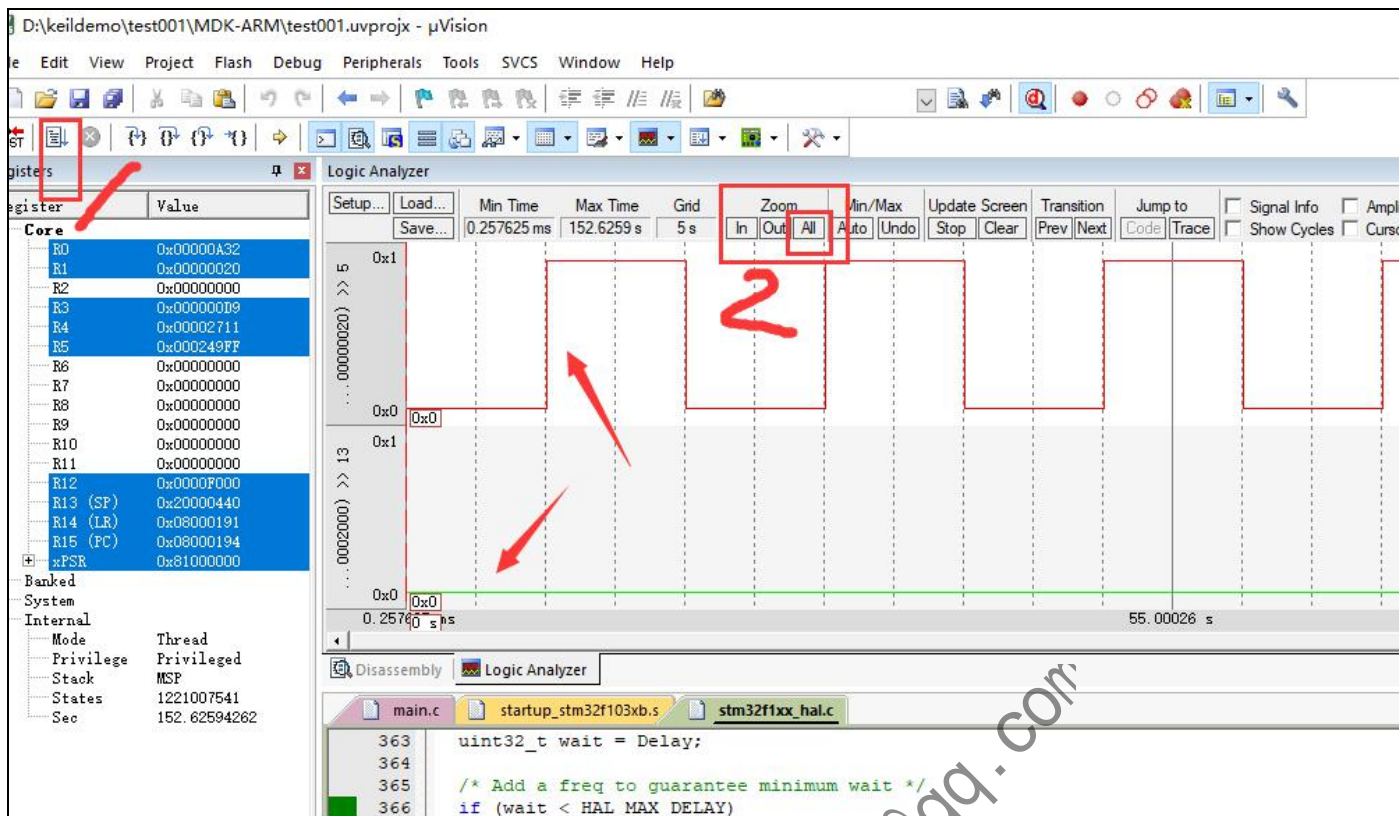 D:\keildemo\test001\MDK-ARM\test001.uvprojx - µVision
Edit View Project Flash Debug Peripherals Tools SVCS Window Help
Logic Analyzer
Register Value
Core
R0 0x00000A32
R1 0x00000020
R2 0x00000000
R3 0x000000D9
R4 0x00002711
R5 0x000249FF
R6 0x00000000
R7 0x00000000
R8 0x00000000
R9 0x00000000
R10 0x00000000
R11 0x00000000
R12 0x0000F000
R13 (SP) 0x20000440
R14 (LR) 0x08000191
R15 (PC) 0x08000194
xPSR 0x81000000
Banked
System
Internal
Mode Thread
Privilege Privileged
Stack MSP
States 1221007541
Sec 152.62594262
Setup... Load... Min Time Max Time Grid Zoom Min/Max Update Screen Transition Jump to Signal Info
Save... 0.257625 ms 152.6259 s 5 s In Out All Auto Undo Stop Clear Prev Next Code Trace Show Cycles
1
2
0x1
...00000020) >> 5
0x0 0x0
0x1
...0002000) >> 13
0x0 0x0
0 s 55.00026 s
Disassembly Logic Analyzer
main.c startup_stm32f103xb.s stm32f1xx_hal.c
363 uint32_t wait = Delay;
364
365 /* Add a freq to guarantee minimum wait */
366 if (wait < HAL_MAX_DELAY)